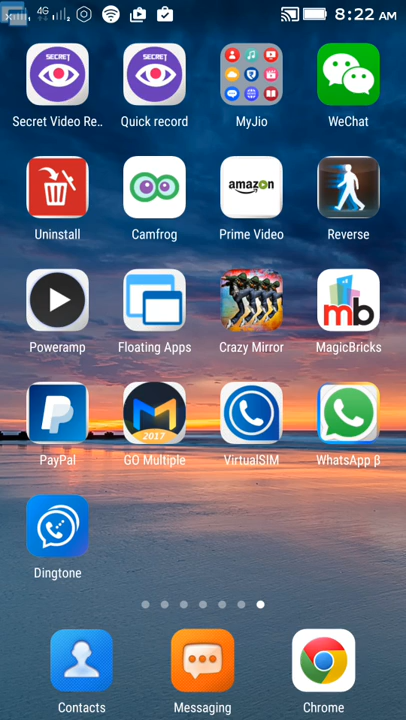 4G
8:22 AM
SECRET
SECRET
Secret Video Re..
Quick record
MyJio
WeChat
amazon
Uninstall
Camfrog
Prime Video
Reverse
mb
Poweramp
Floating Apps
Crazy Mirror
MagicBricks
2017
PayPal
GO Multiple
VirtualSIM
WhatsApp β
Dingtone
Contacts
Messaging
Chrome